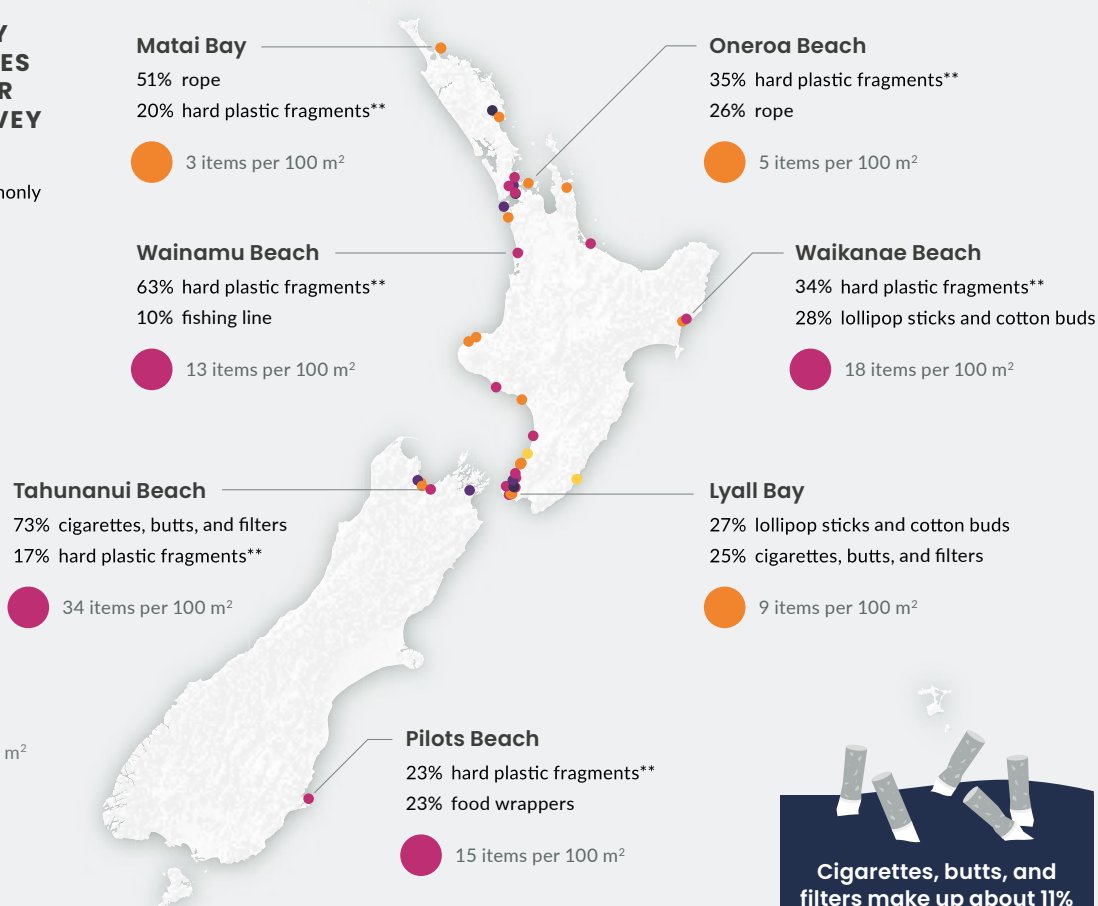 Y
ES
R
VEY
Matai Bay
51% rope
20% hard plastic fragments**
3 items per 100 m²
Oneroa Beach
35% hard plastic fragments**
26% rope
5 items per 100 m²
Wainamu Beach
63% hard plastic fragments**
10% fishing line
13 items per 100 m²
Waikanae Beach
34% hard plastic fragments**
28% lollipop sticks and cotton buds
18 items per 100 m²
Tahunanui Beach
73% cigarettes, butts, and filters
17% hard plastic fragments**
34 items per 100 m²
Lyall Bay
27% lollipop sticks and cotton buds
25% cigarettes, butts, and filters
9 items per 100 m²
m²
Pilots Beach
23% hard plastic fragments**
23% food wrappers
15 items per 100 m²
Cigarettes, butts, and
filters make up about 11%